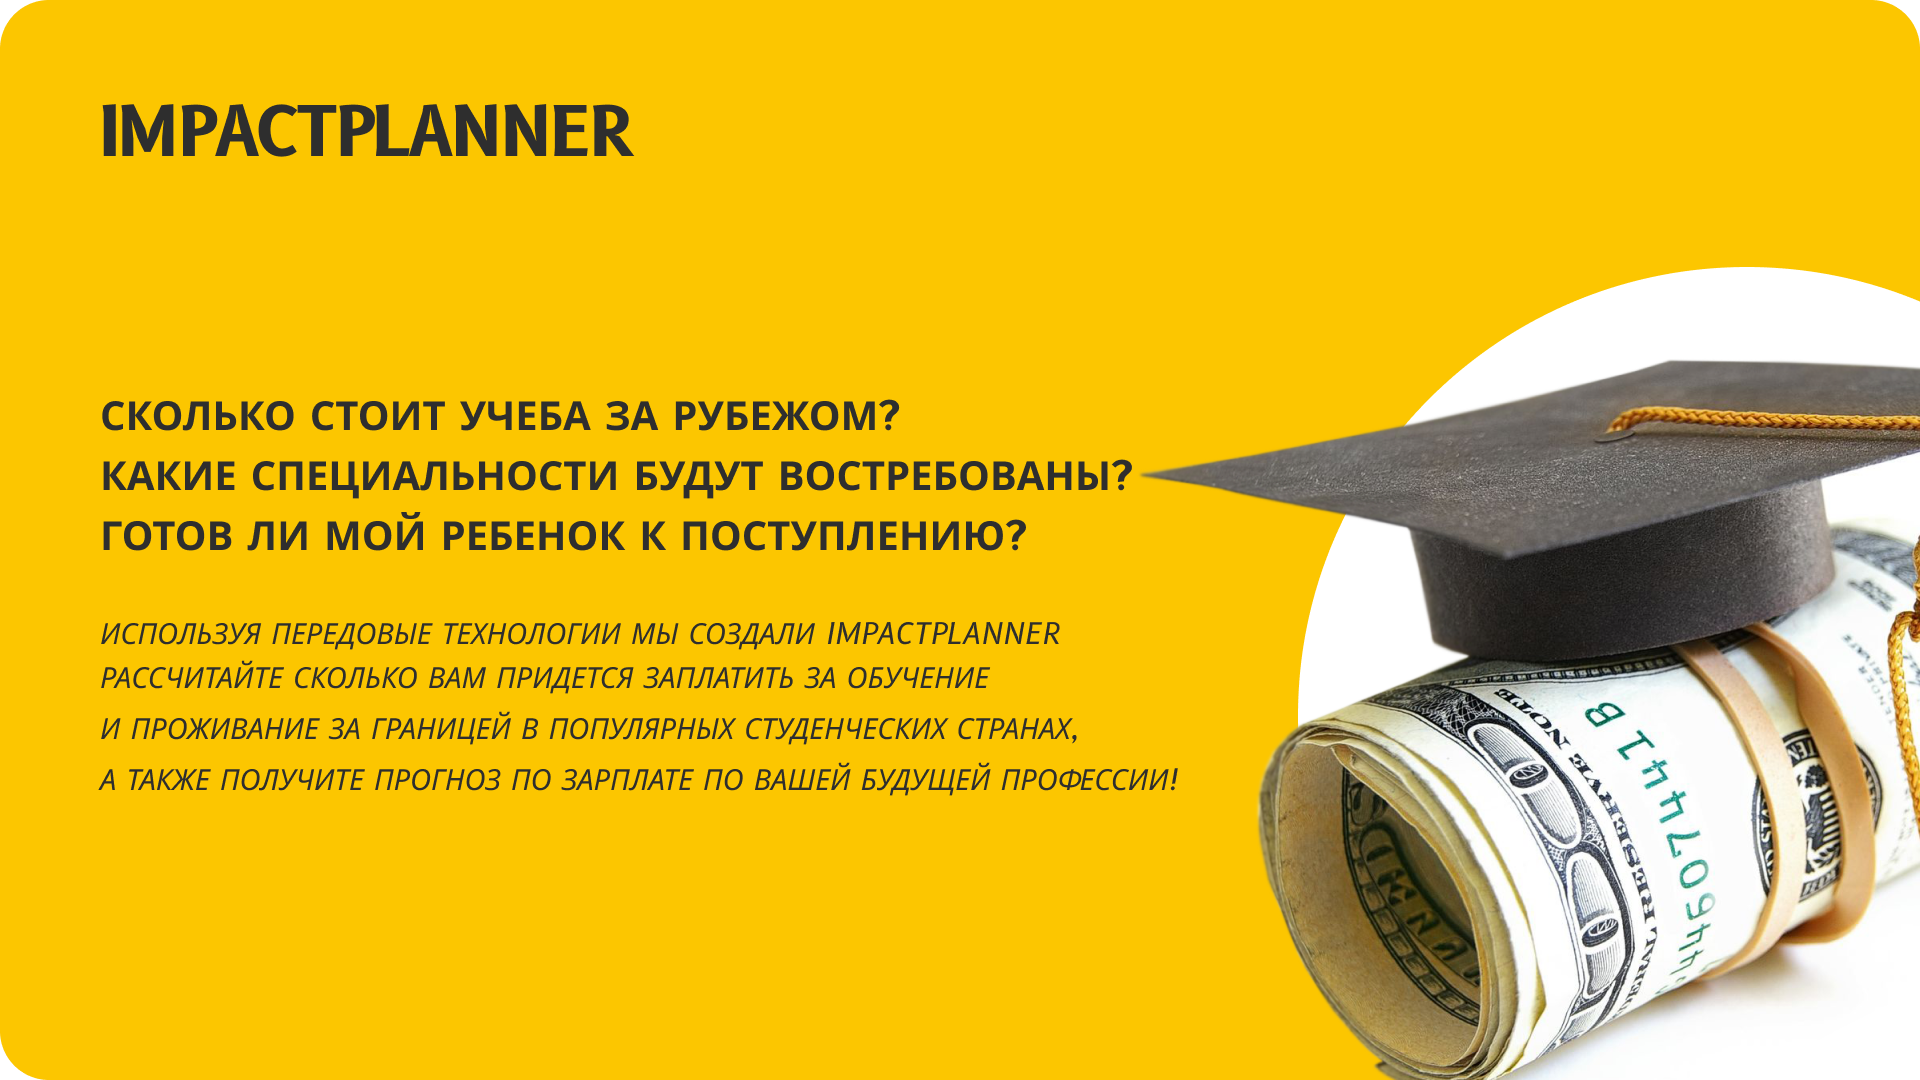 IMPACTPLANNER
СКОЛЬКО СТОИТ УЧЕБА ЗА РУБЕЖОМ?
КАКИЕ СПЕЦИАЛЬНОСТИ БУДУТ ВОСТРЕБОВАНЫ?
ГОТОВ ЛИ МОЙ РЕБЕНОК К ПОСТУПЛЕНИЮ?
ИСПОЛЬЗУЯ ПЕРЕДОВЫЕ ТЕХНОЛОГИИ МЫ СОЗДАЛИ IMPACTPLANNER
РАССЧИТАЙТЕ СКОЛЬКО ВАМ ПРИДЕТСЯ ЗАПЛАТИТЬ ЗА ОБУЧЕНИЕ
И ПРОЖИВАНИЕ ЗА ГРАНИЦЕЙ В ПОПУЛЯРНЫХ СТУДЕНЧЕСКИХ СТРАНАХ,
А ТАКЖЕ ПОЛУЧИТЕ ПРОГНОЗ ПО ЗАРПЛАТЕ ПО ВАШЕЙ БУДУЩЕЙ ПРОФЕССИИ!
RESERVE NOTE